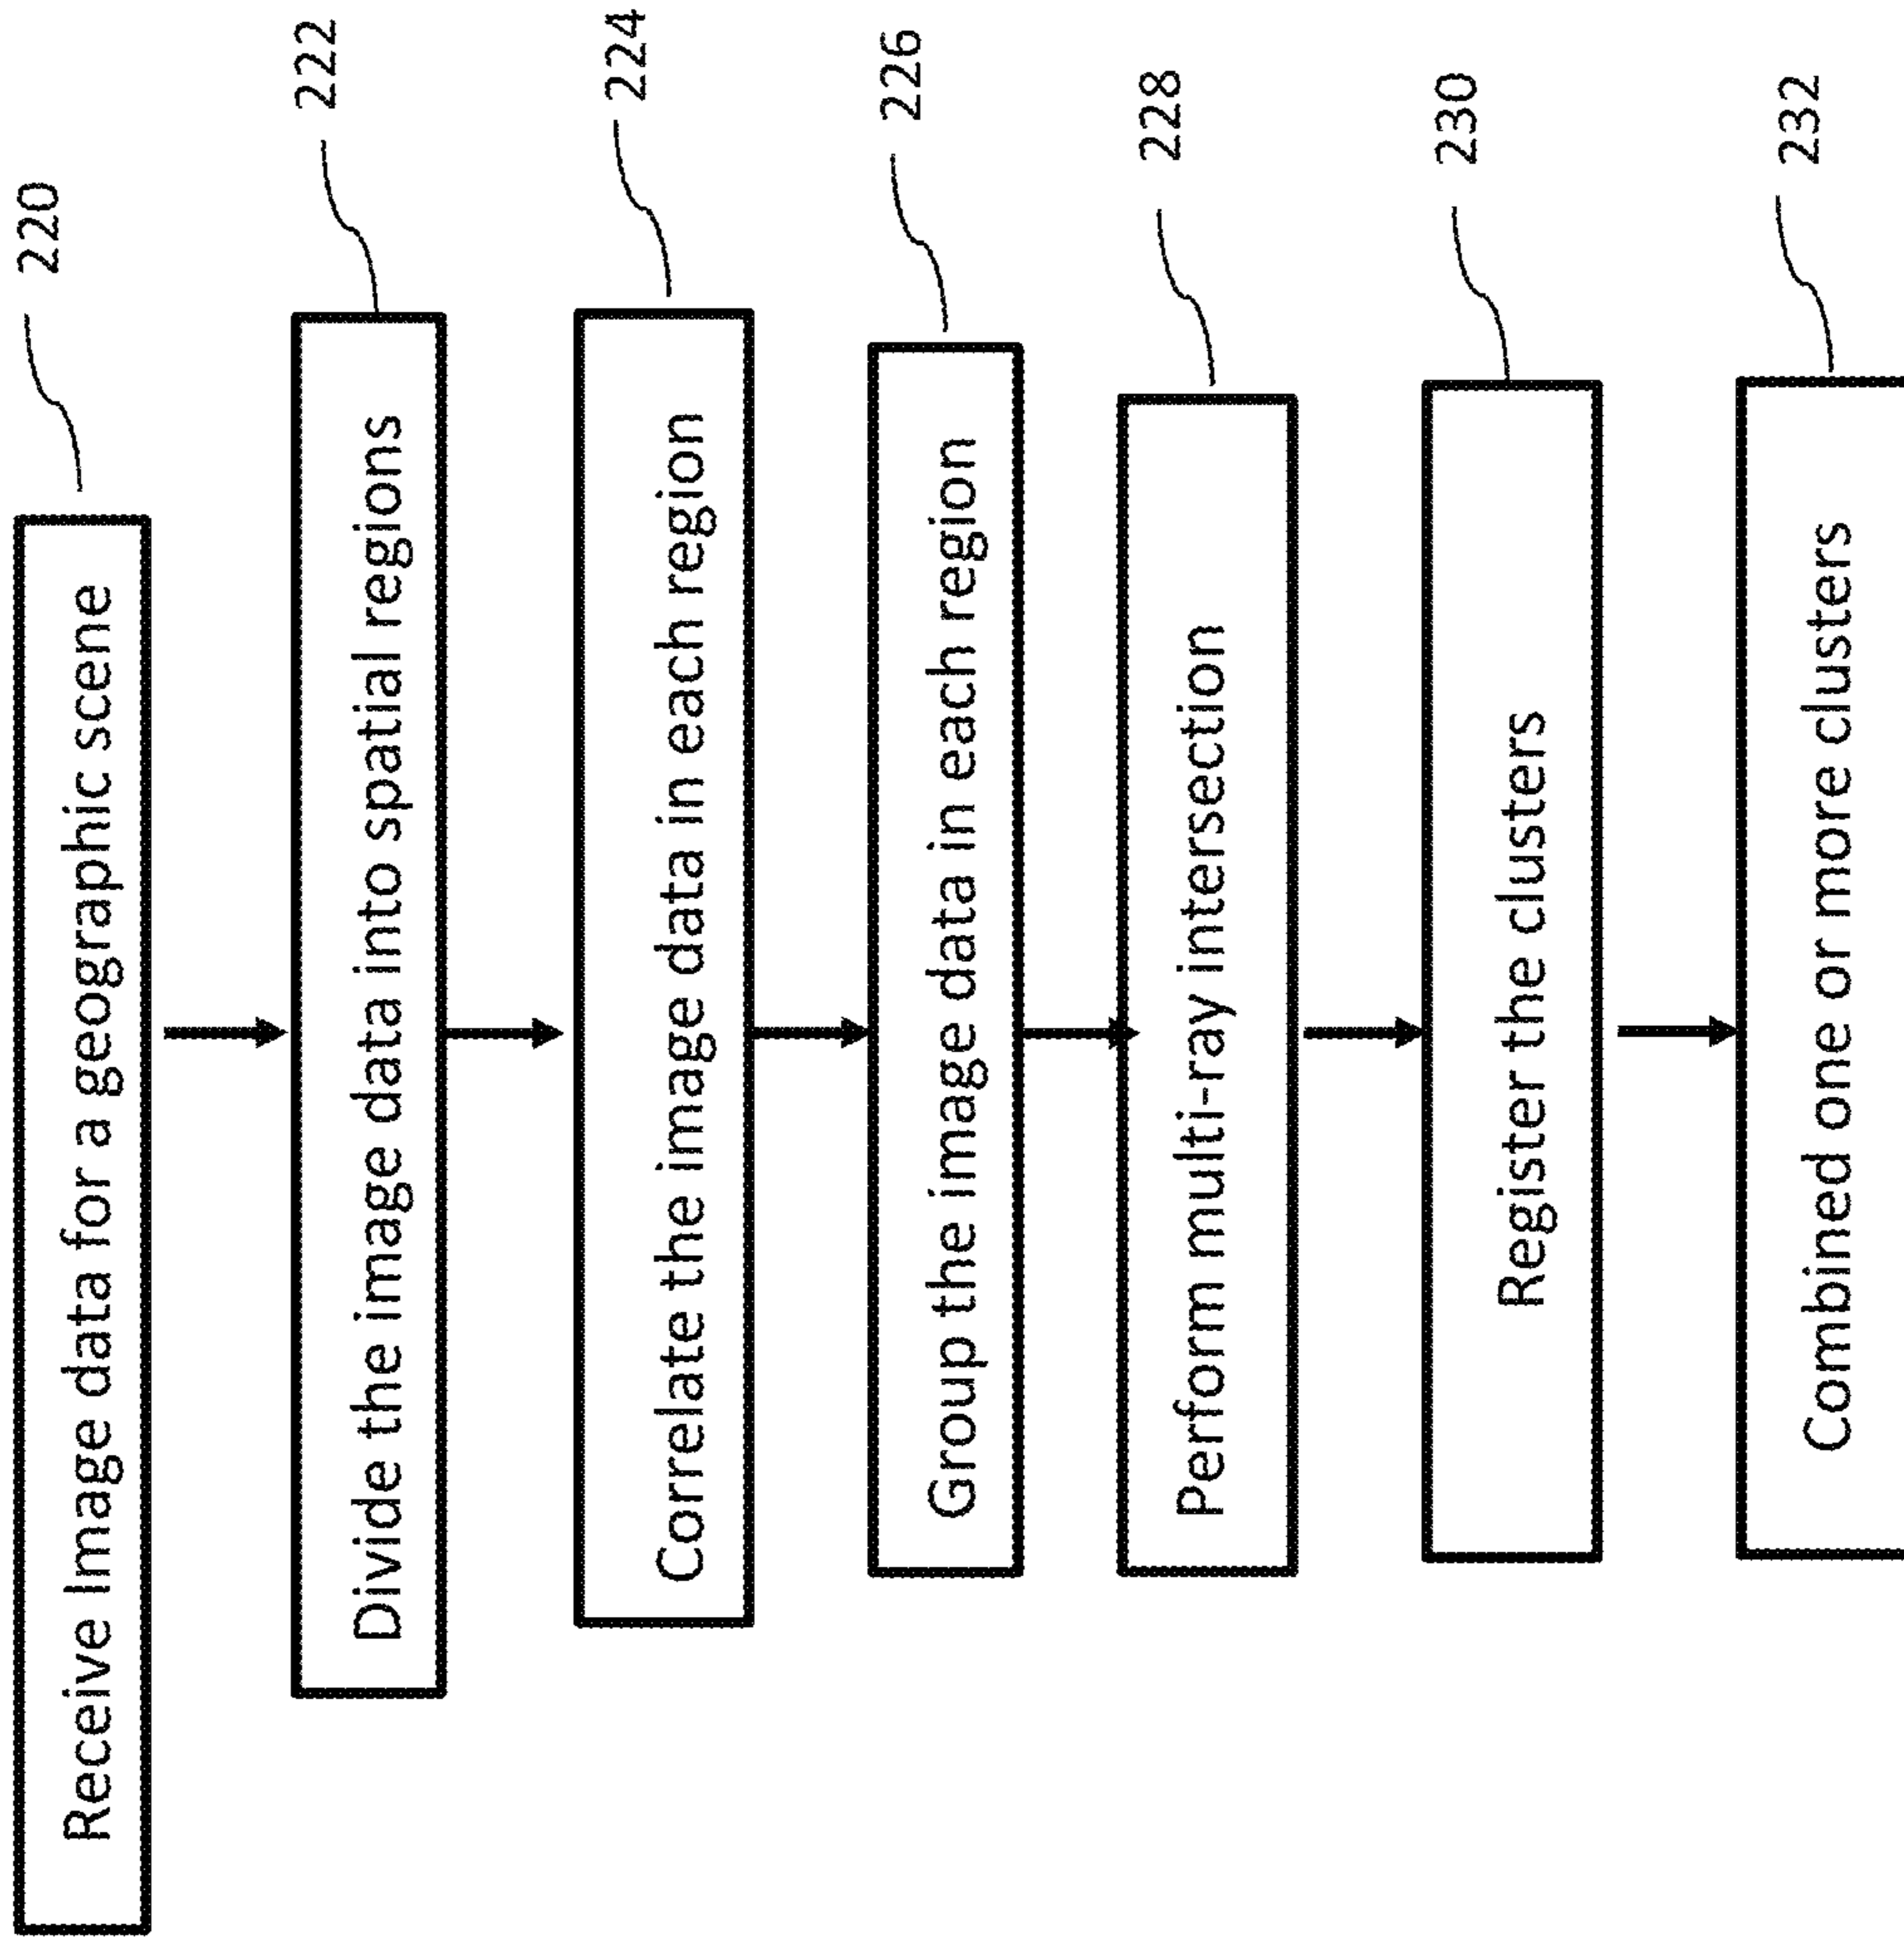 220
Receive Image data for a geographic scene
222
Divide the image data into spatial regions
224
Correlate the image data in each region
226
Group the image data in each region
228
Perform multi-ray intersection
230
Register the clusters
232
Combined one or more clusters